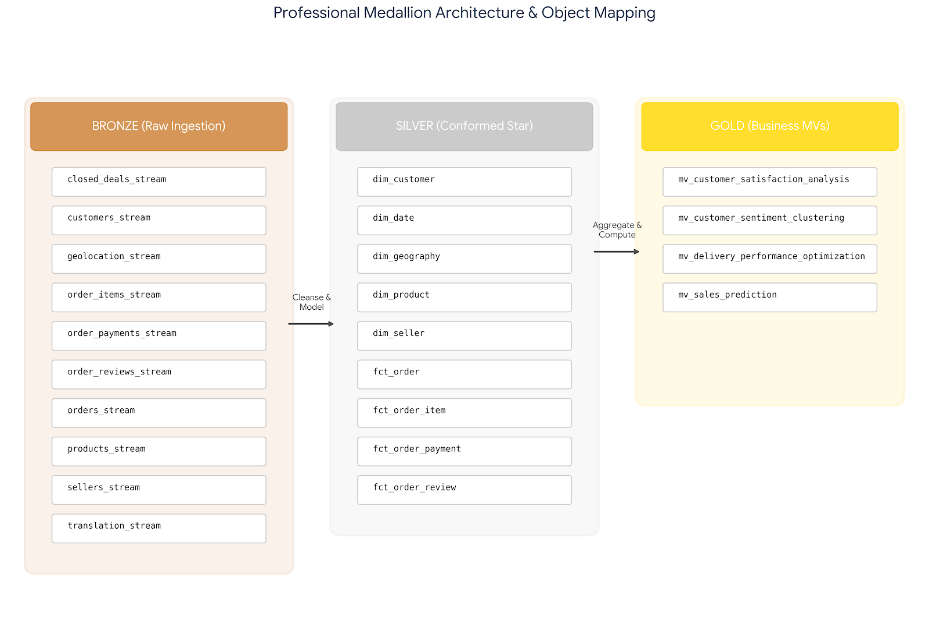 Professional Medallion Architecture & Object Mapping
BRONZE (Raw Ingestion)
closed_deals_stream
customers_stream
geolocation_stream
order_items_stream
order_payments_stream
order_reviews_stream
orders_stream
products_stream
sellers_stream
translation_stream
Cleanse &
Model
SILVER (Conformed Star)
dim_customer
dim_date
dim_geography
dim_product
dim_seller
fct_order
fct_order_item
fct_order_payment
fct_order_review
Aggregate &
Compute
GOLD (Business MVs)
mv_customer_satisfaction_analysis
mv_customer_sentiment_clustering
mv_delivery_performance_optimization
mv_sales_prediction